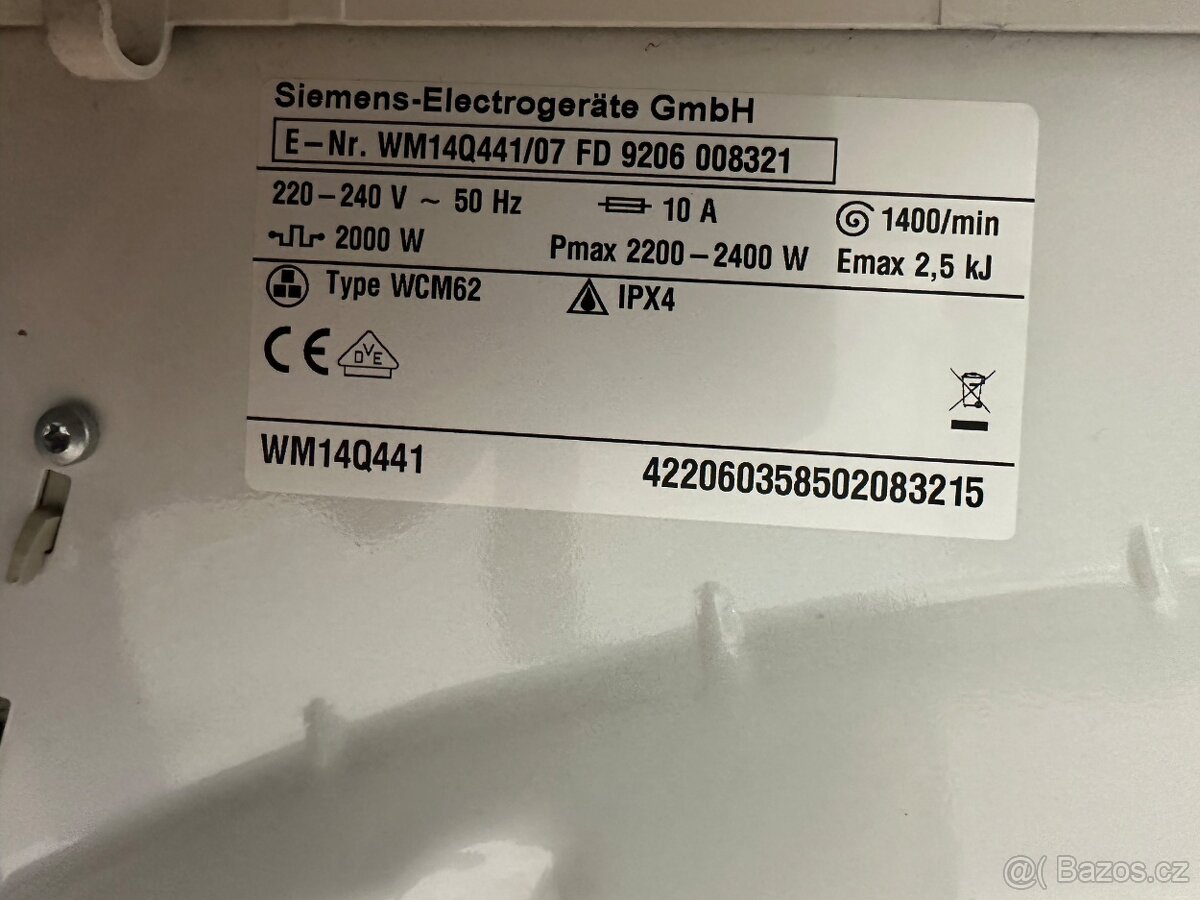 Siemens-Electrogeräte GmbH
E-Nr. WM14Q441/07 FD 9206 008321
220-240 V ~ 50 Hz 10 A 1400/min
2000 W Pmax 2200-2400 W Emax 2,5 kJ
Type WCM62 IPX4
CE DVE
WM14Q441 422060358502083215
@( Bazos.cz